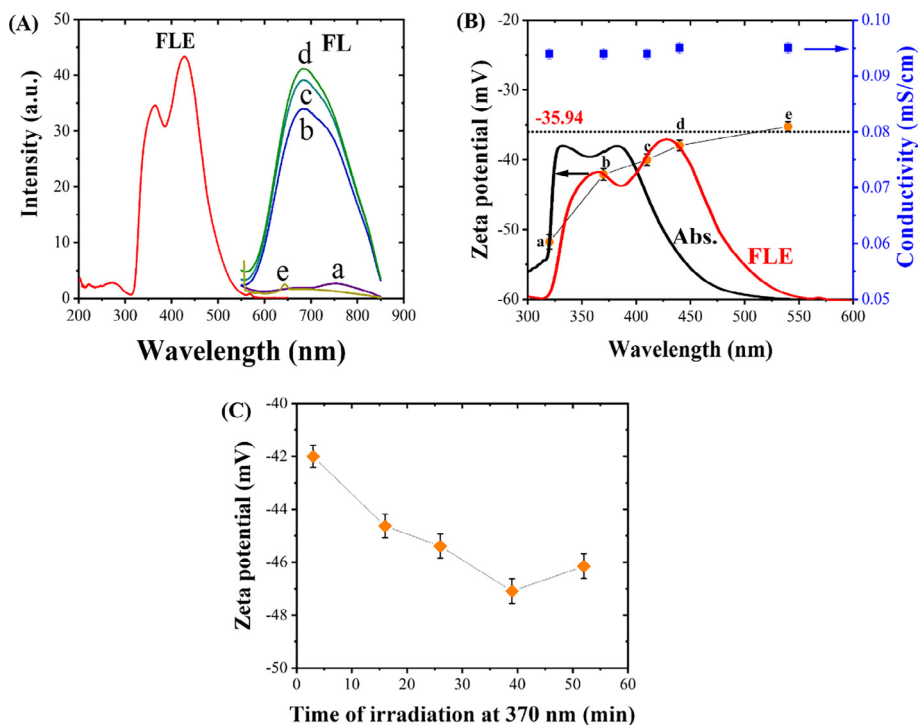 (A)
FLE
FL
d
c
b
e
a
50
40
30
20
10
0
Intensity (a.u.)
200 300 400 500 600 700 800 900
Wavelength (nm)
(B)
-20
-30
-40
-50
-60
Zeta potential (mV)
-35.94
a
b
c
d
e
Abs.
FLE
0.10
0.09
0.08
0.07
0.06
0.05
Conductivity (mS/cm)
300 350 400 450 500 550 600
Wavelength (nm)
(C)
-40
-42
-44
-46
-48
-50
Zeta potential (mV)
0 10 20 30 40 50 60
Time of irradiation at 370 nm (min)